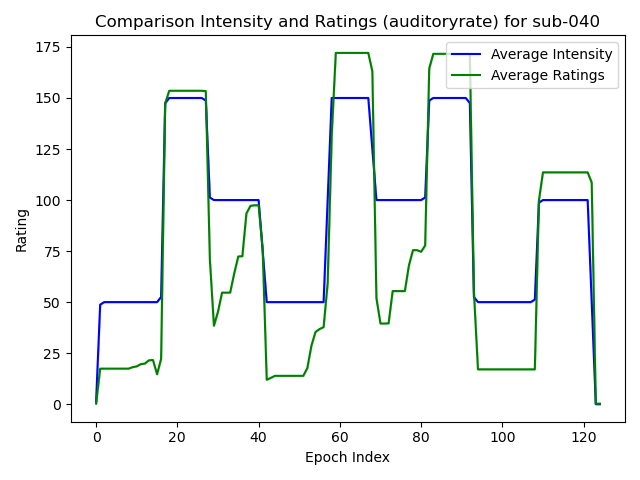 Comparison Intensity and Ratings (auditoryrate) for sub-040
Average Intensity
Average Ratings
Rating
175
150
125
100
75
50
25
0
0 20 40 60 80 100 120
Epoch Index